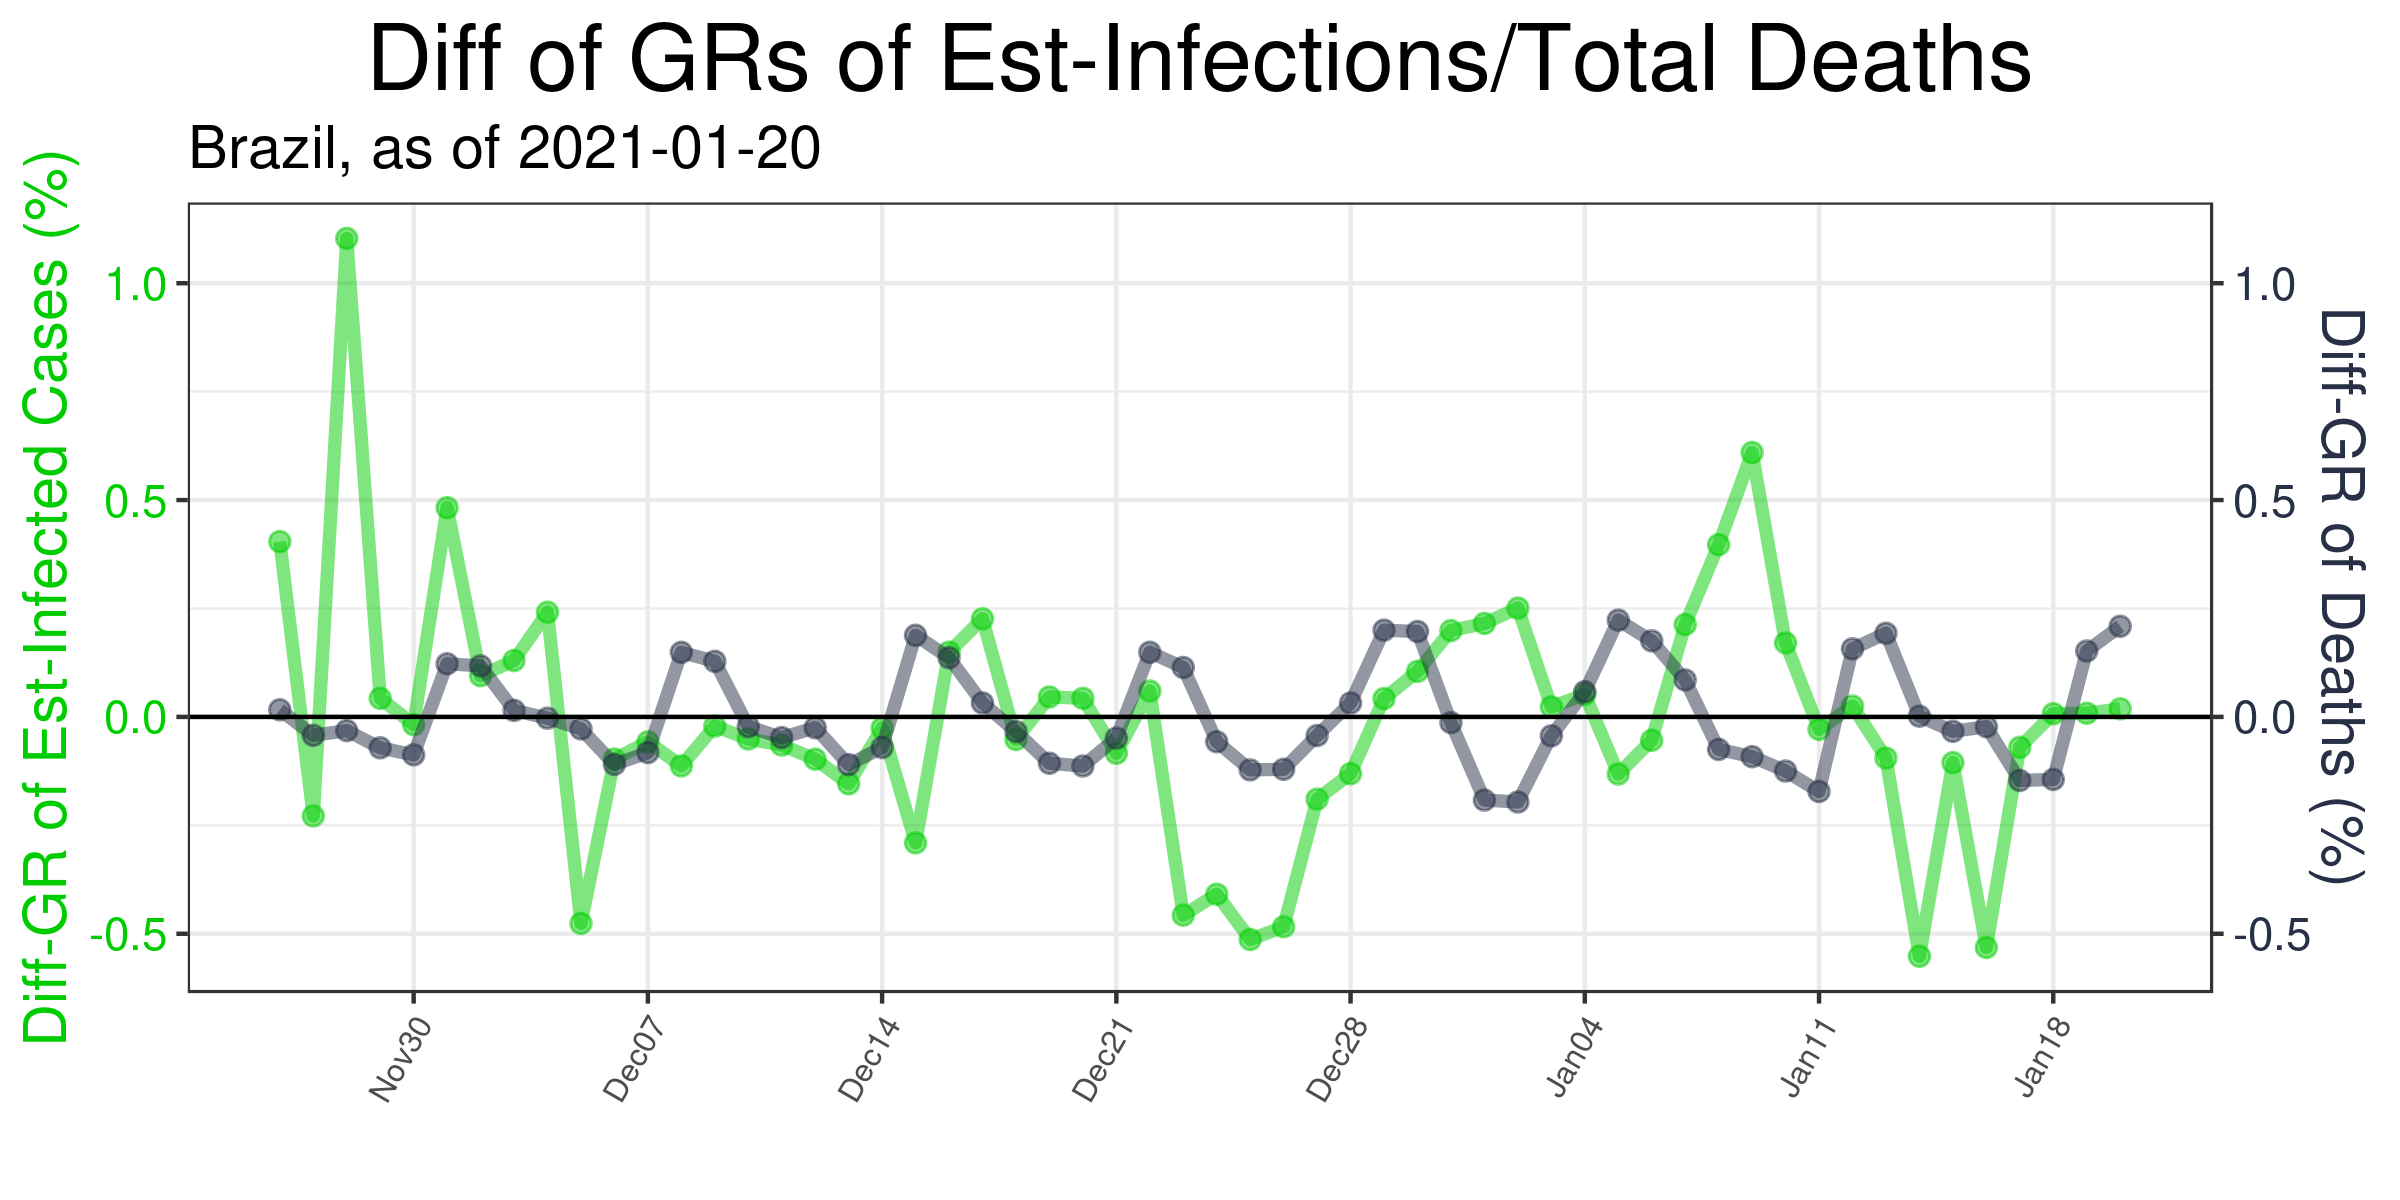 Diff of GRs of Est-Infections/Total Deaths
Brazil, as of 2021-01-20
Diff-GR of Est-Infected Cases (%)
1.0
0.5
0.0
-0.5
1.0
0.5
0.0
-0.5
Diff-GR of Deaths (%)
Nov30
Dec07
Dec14
Dec21
Dec28
Jan04
Jan11
Jan18